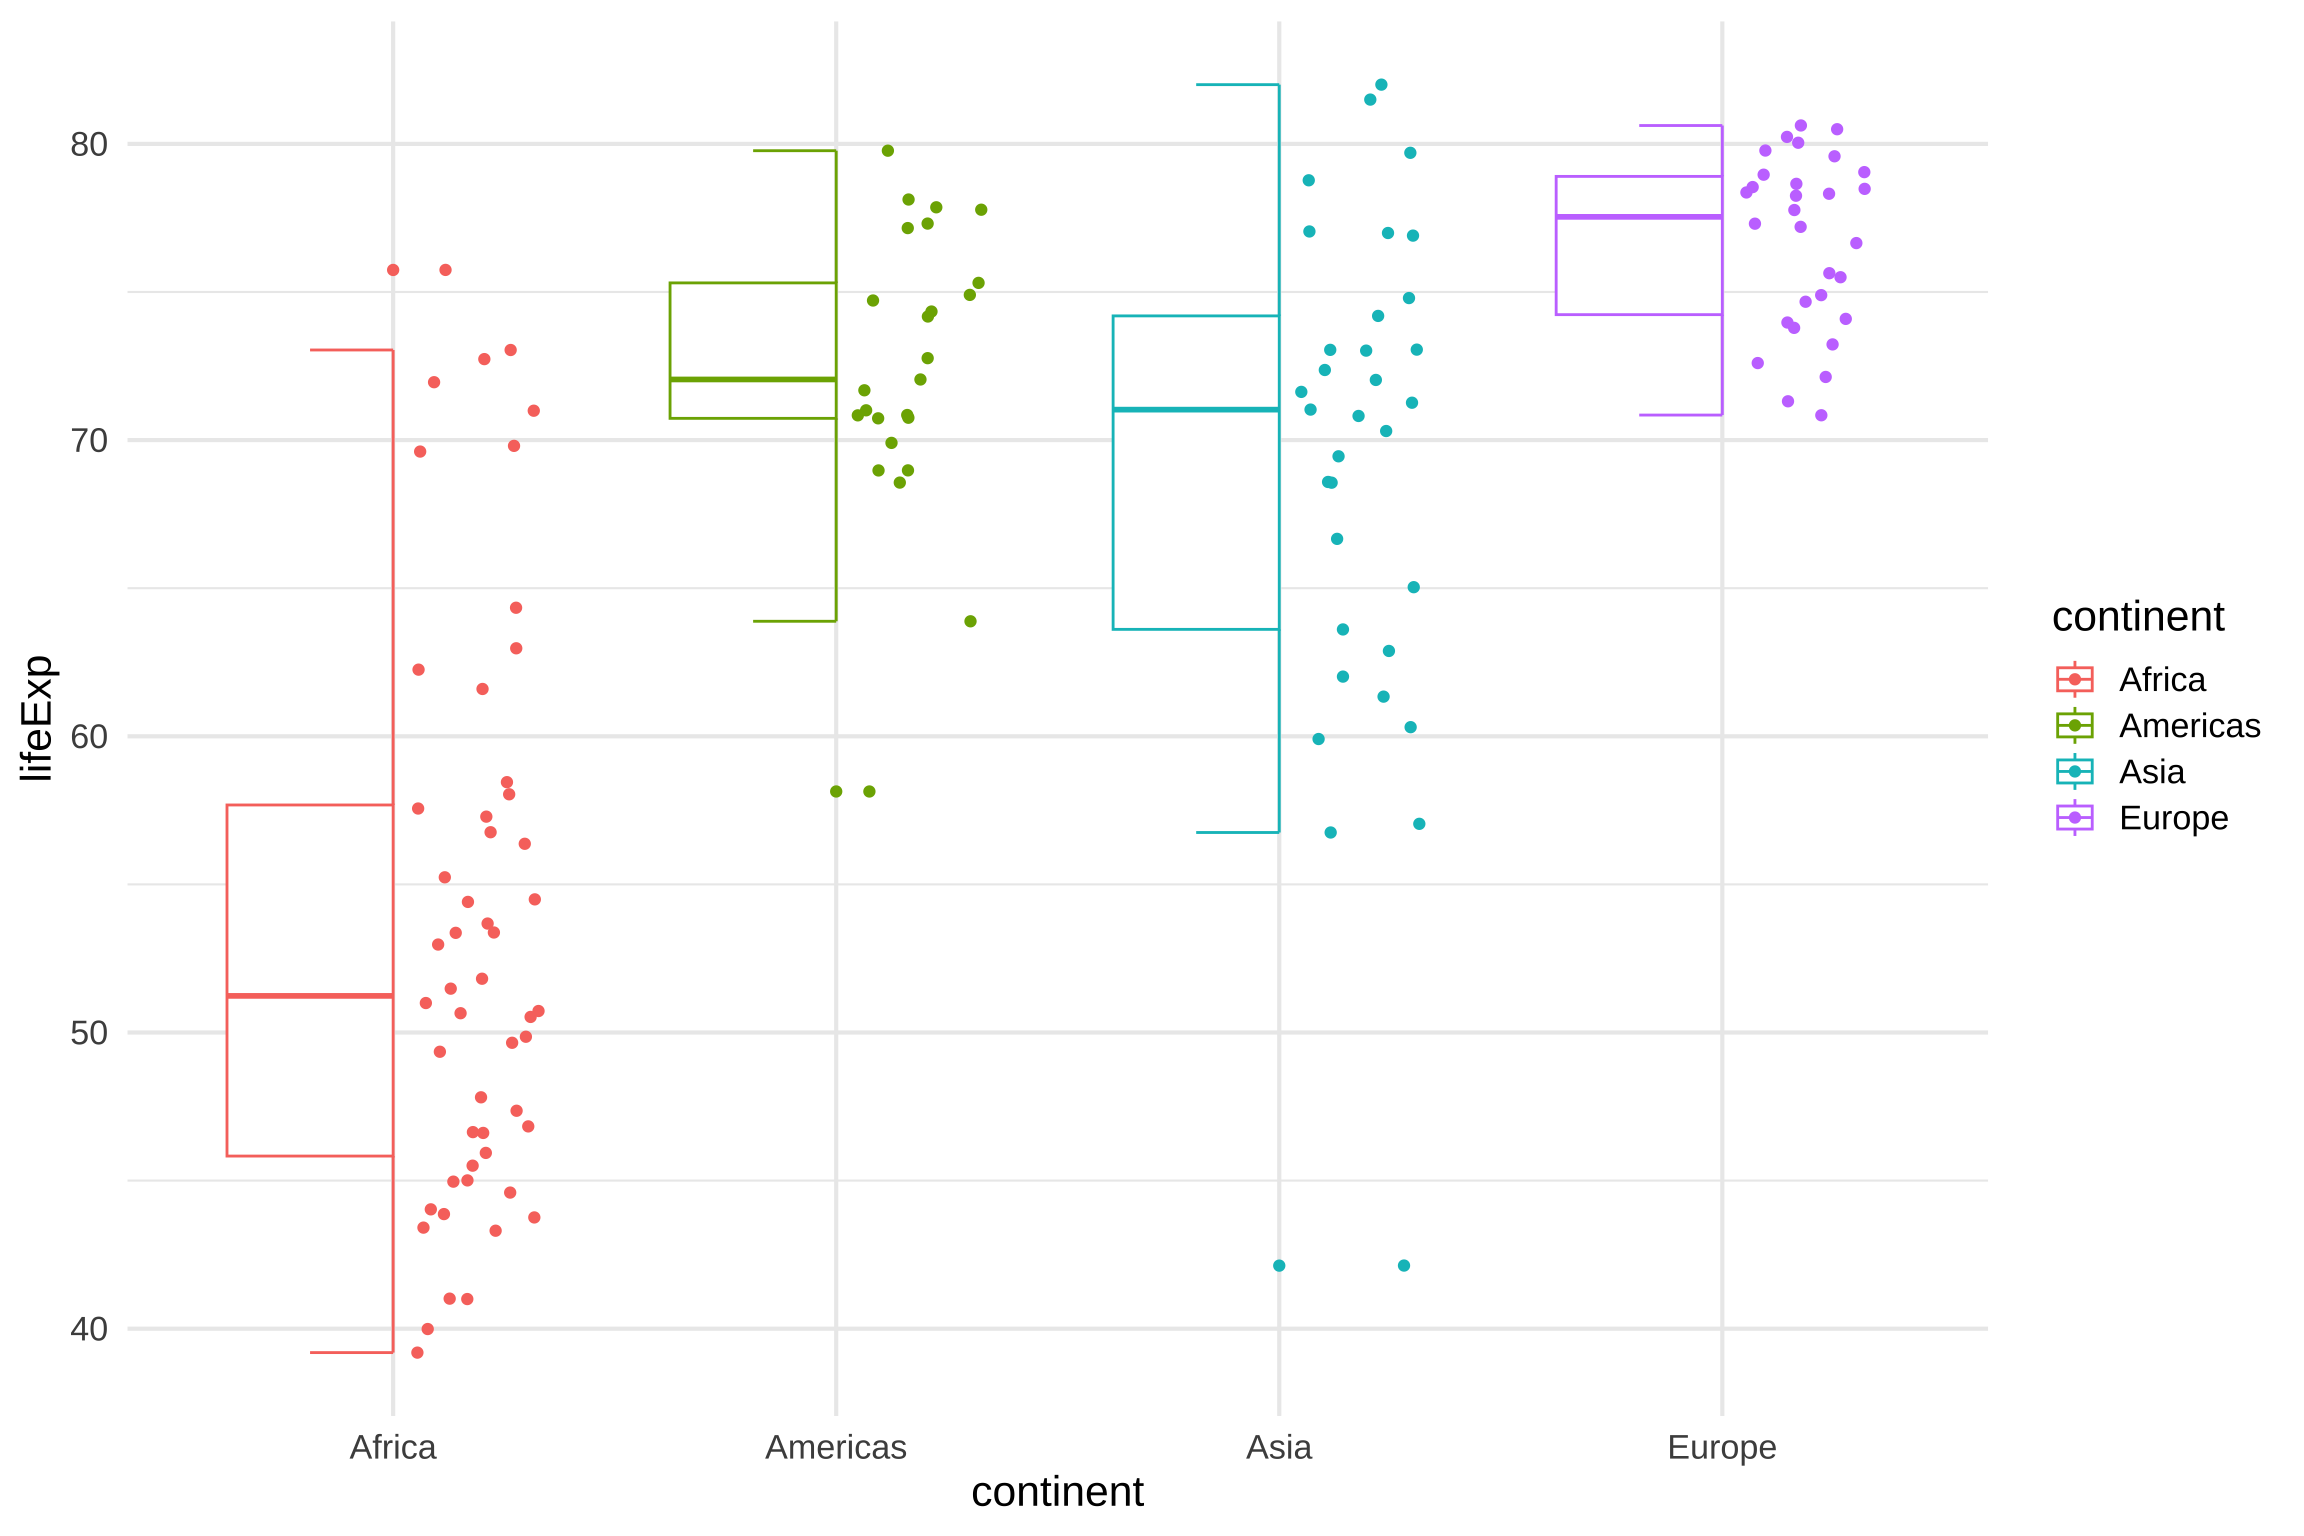 lifeExp
80
70
60
50
40
Africa
Americas
Asia
Europe
continent
continent
Africa
Americas
Asia
Europe